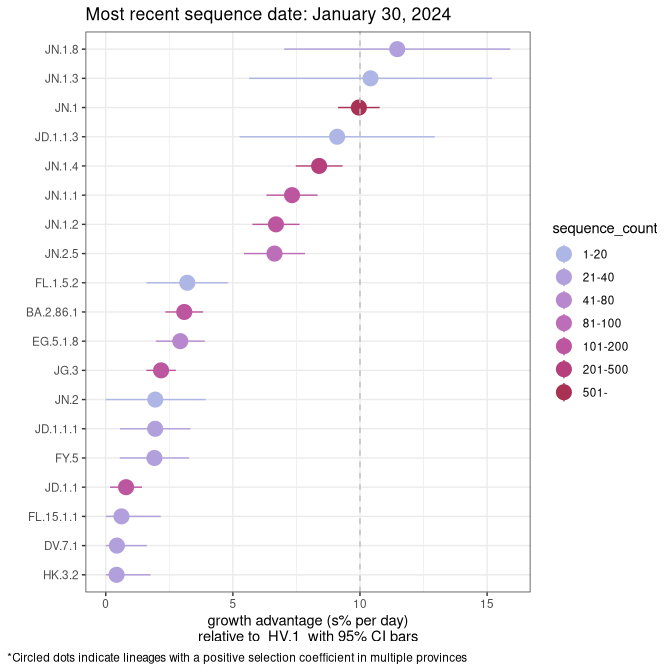 Most recent sequence date: January 30, 2024
JN.1.8
JN.1.3
JN.1
JD.1.1.3
JN.1.4
JN.1.1
JN.1.2
JN.2.5
FL.1.5.2
BA.2.86.1
EG.5.1.8
JG.3
JN.2
JD.1.1.1
FY.5
JD.1.1
FL.15.1.1
DV.7.1
HK.3.2
0 5 10 15
growth advantage (s% per day)
relative to HV.1 with 95% CI bars
sequence_count
1-20
21-40
41-80
81-100
101-200
201-500
501-
*Circled dots indicate lineages with a positive selection coefficient in multiple provinces